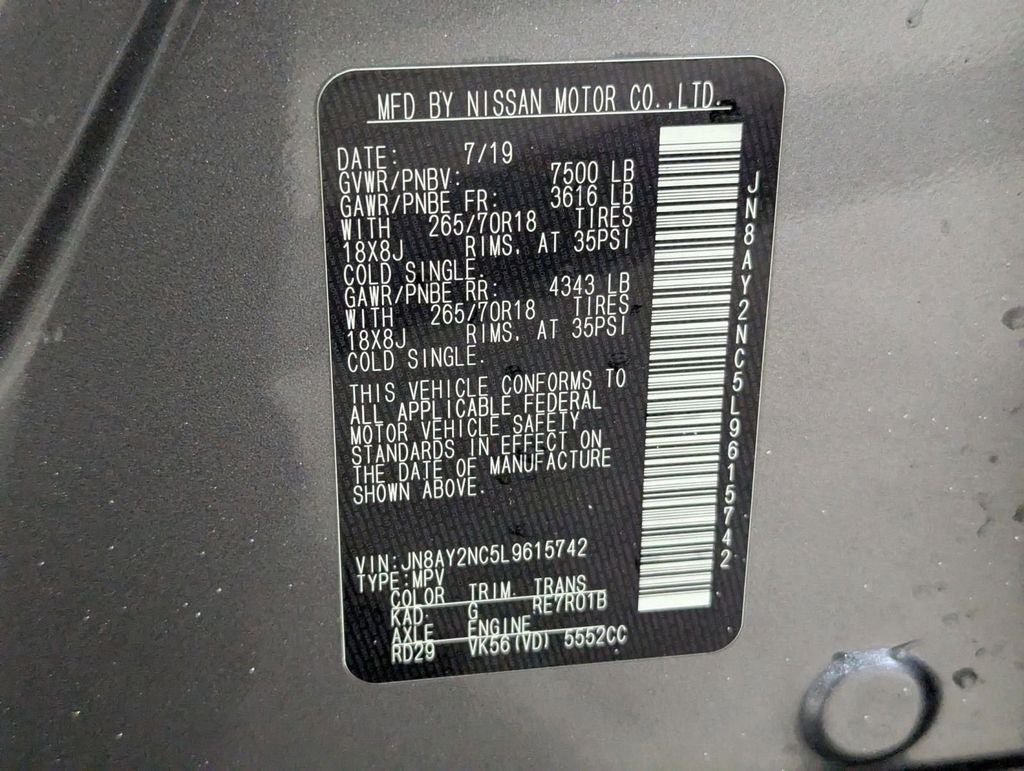 MFD BY NISSAN MOTOR CO.,LTD.
DATE: 7/19
GVWR/PNBV: 7500 LB
GAWR/PNBE FR: 3616 LB
WITH 265/70R18 TIRES
18X8J RIMS, AT 35PSI
COLD SINGLE.
GAWR/PNBE RR: 4343 LB
WITH 265/70R18 TIRES
18X8J RIMS, AT 35PSI
COLD SINGLE.
THIS VEHICLE CONFORMS TO
ALL APPLICABLE FEDERAL
MOTOR VEHICLE SAFETY
STANDARDS IN EFFECT ON
THE DATE OF MANUFACTURE
SHOWN ABOVE.
VIN:JN8AY2NC5L9615742
TYPE:MPV
COLOR TRIM TRANS
KAD G RE7R01B
AXLE ENGINE
RD29 VK56(VD) 5552CC
JN8AY2NC5L9615742